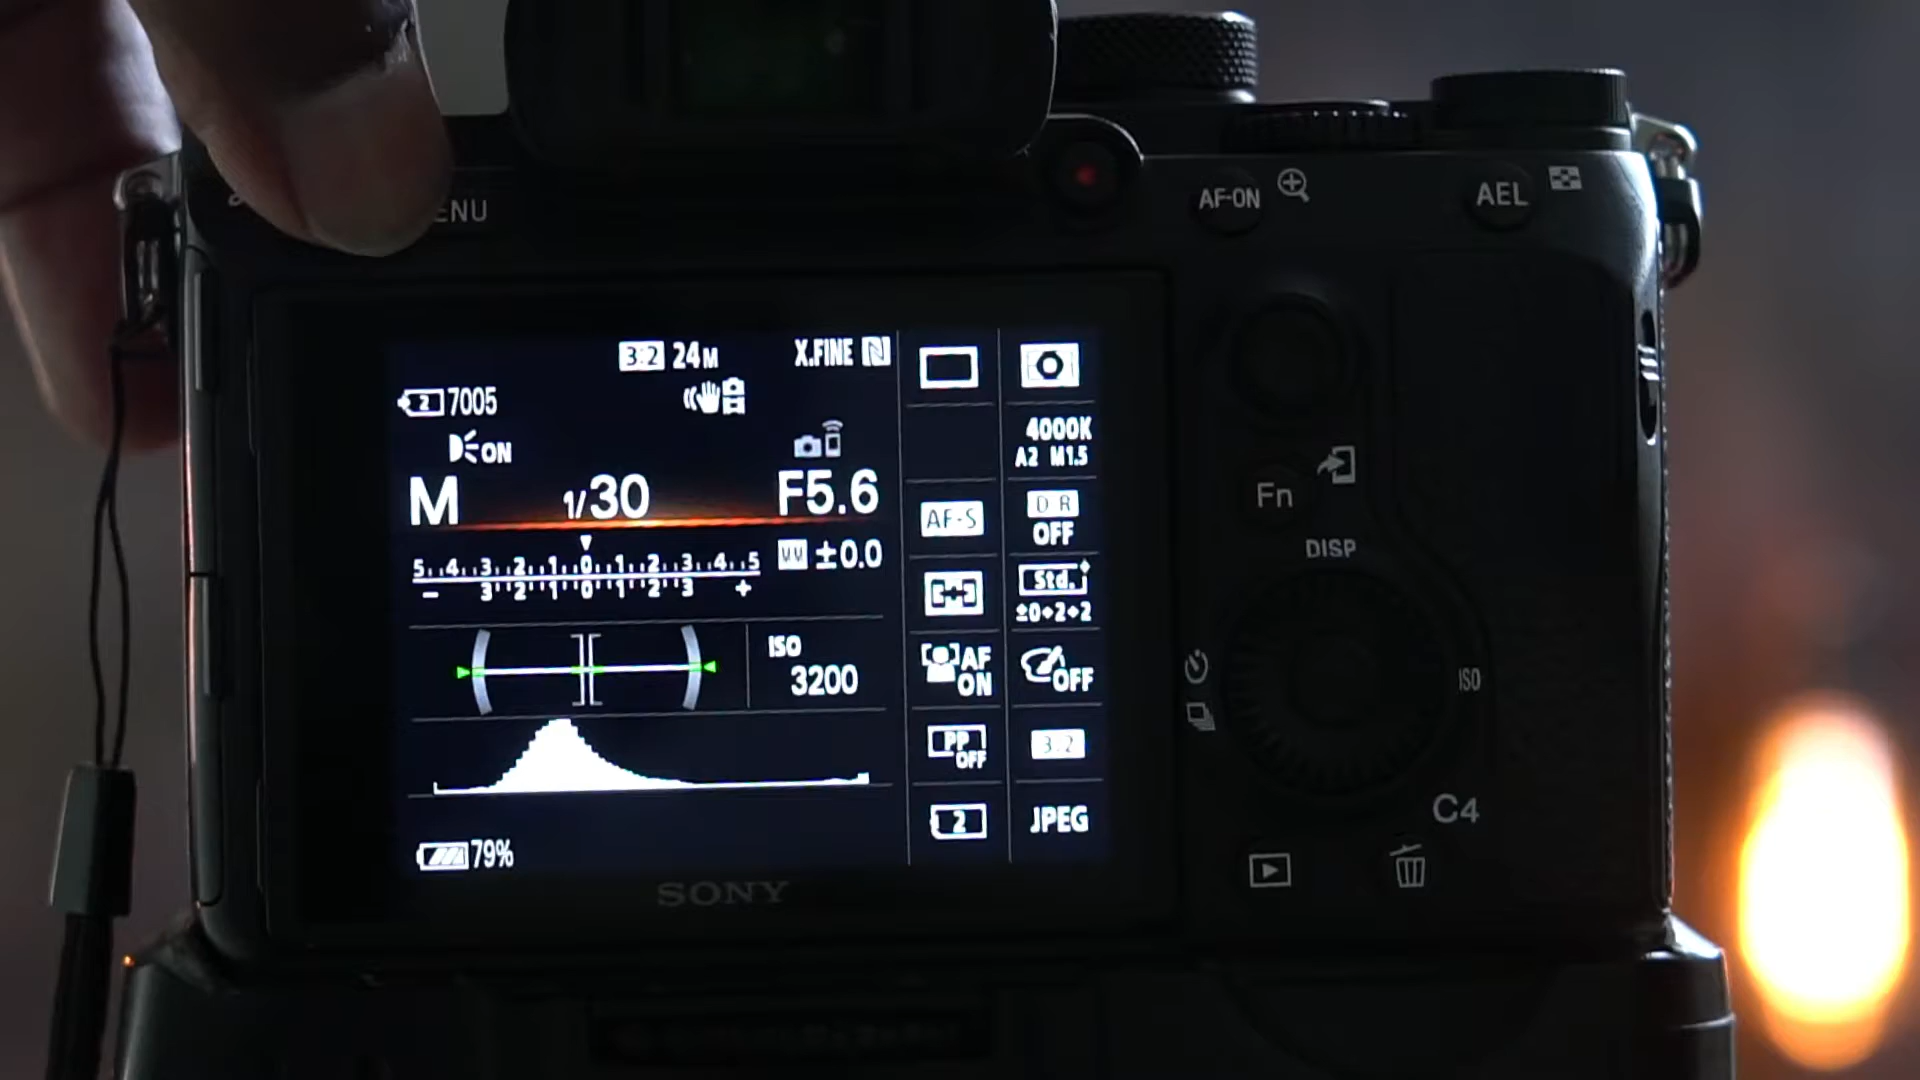 ENU
AF-ON
AEL
3:2 24M X.FINE N
2 7005
ON
4000K
A2 M1.5
M 1/30 F5.6
AF-S
D R
OFF
5 4 3 2 1 0 1 2 3 4 5
- 3 2 1 0 1 2 3 +
±0.0
Std.
±0+2+2
ISO
3200
AF
ON
OFF
PP
OFF
3:2
2
JPEG
79%
SONY
Fn
DISP
ISO
C4